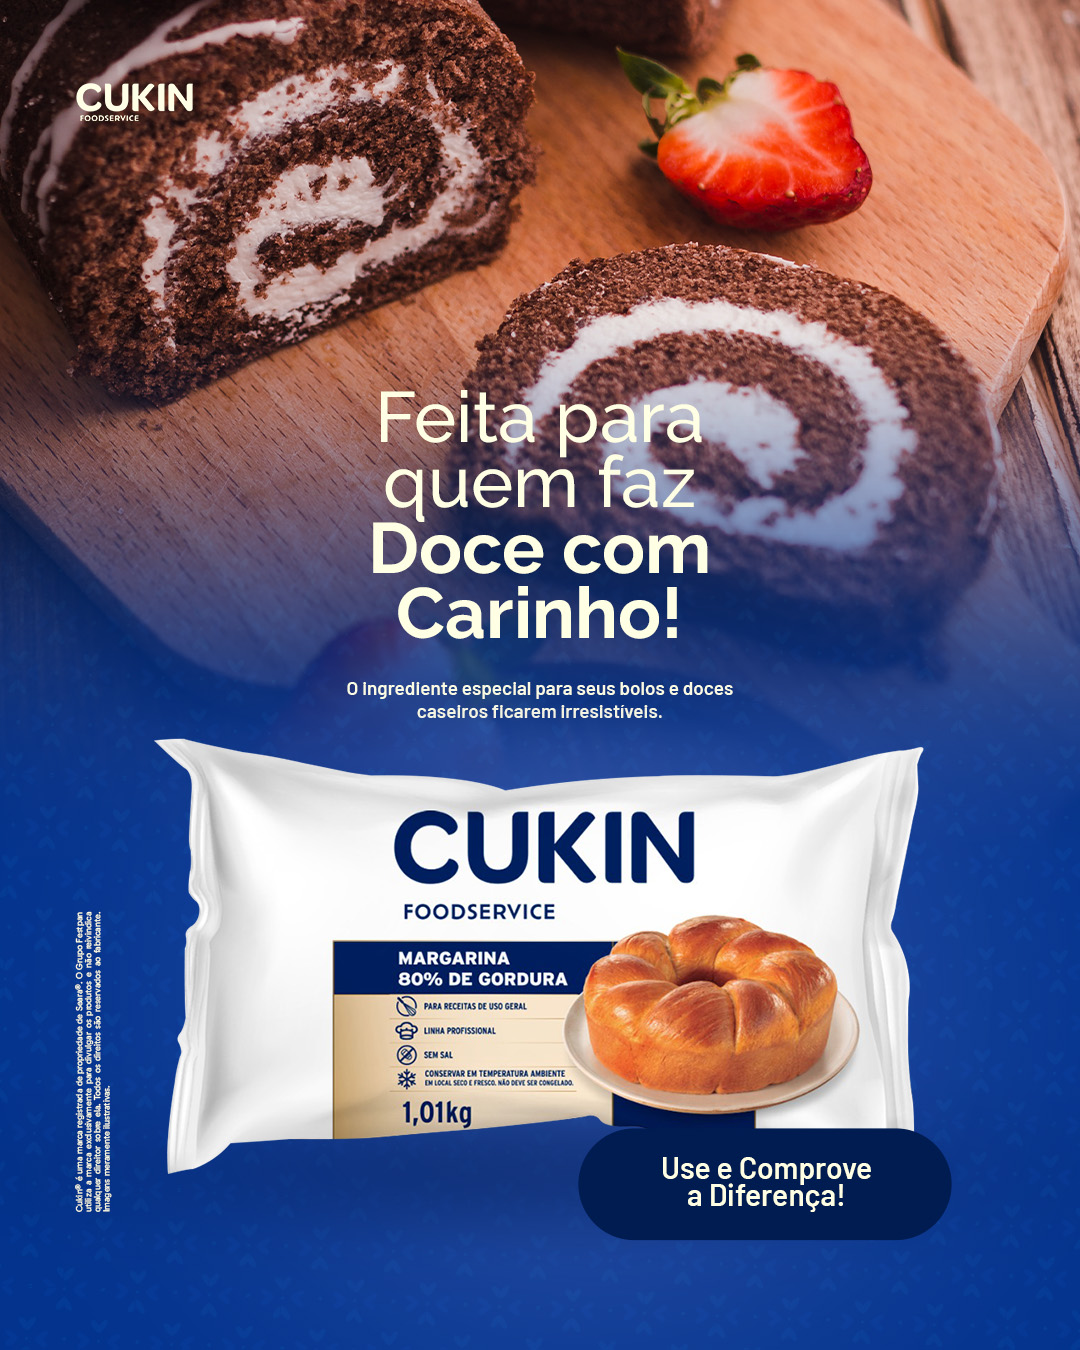 CUKIN
FOODSERVICE
Feita para
quem faz
Doce com
Carinho!
O ingrediente especial para seus bolos e doces
caseiros ficarem irresistíveis.
CUKIN
FOODSERVICE
MARGARINA
80% DE GORDURA
PARA RECEITAS DE USO GERAL
LINHA PROFISSIONAL
SEM SAL
CONSERVAR EM TEMPERATURA AMBIENTE
EM LOCAL SECO E FRESCO. NÃO DEVE SER CONGELADO.
1,01kg
Use e Comprove
a Diferença!
Cukin® é uma marca registrada de propriedade de Seara®. O Grupo Festpan
utiliza a marca exclusivamente para divulgar os produtos e não reivindica
qualquer direitor sobre ela. Todos os direitos são reservados ao fabricante.
Imagens meramente ilustrativas.